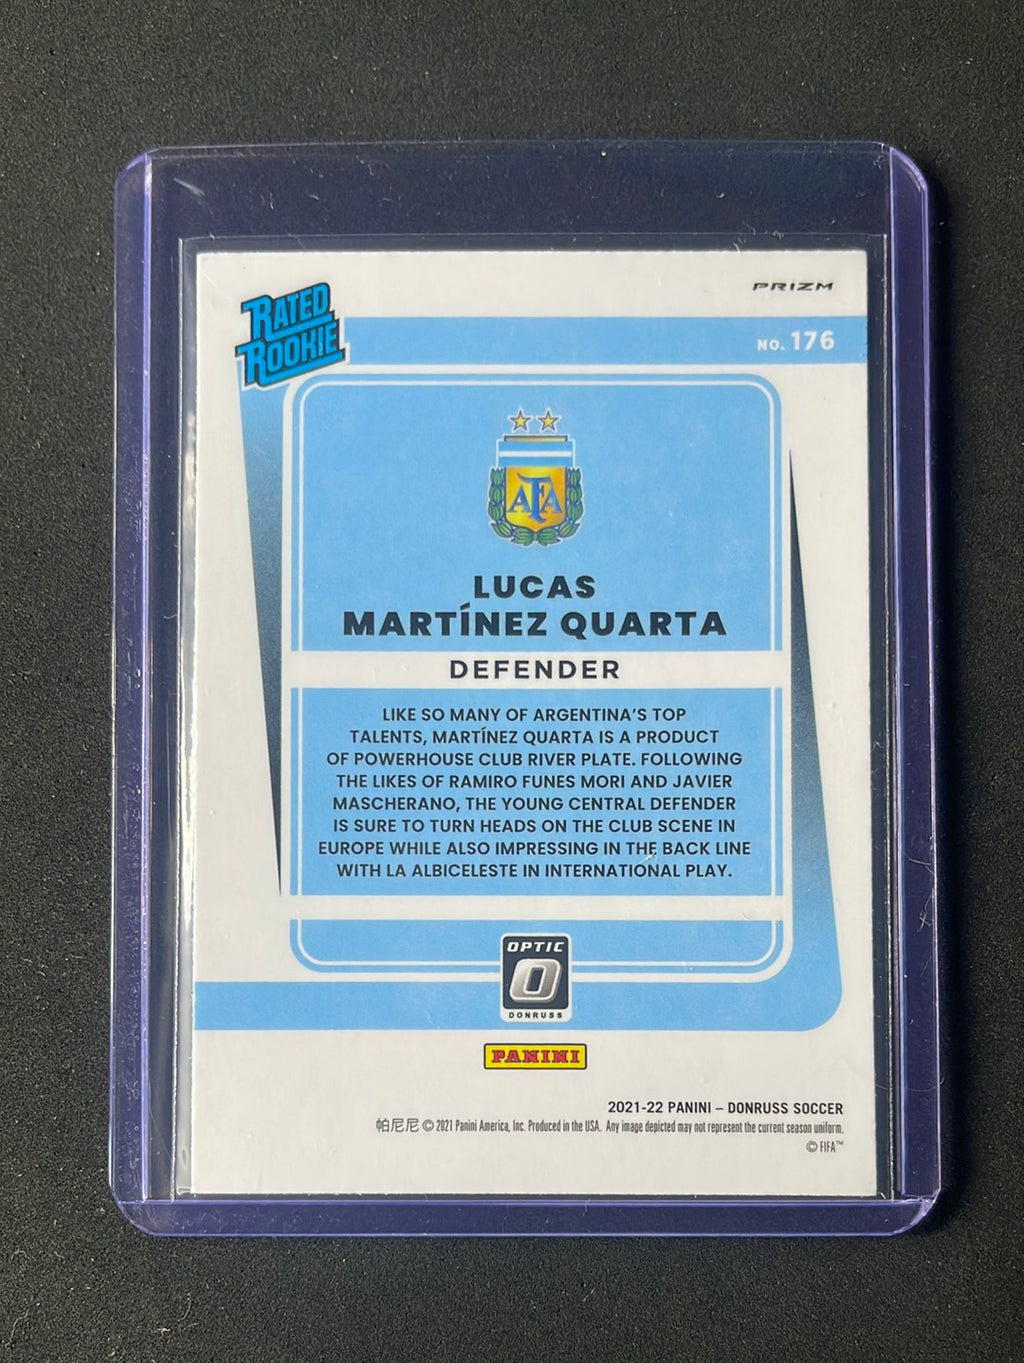 PRIZM
RATED
ROOKIE
NO. 176
AFA
LUCAS
MARTÍNEZ QUARTA
DEFENDER
LIKE SO MANY OF ARGENTINA'S TOP
TALENTS, MARTÍNEZ QUARTA IS A PRODUCT
OF POWERHOUSE CLUB RIVER PLATE. FOLLOWING
THE LIKES OF RAMIRO FUNES MORI AND JAVIER
MASCHERANO, THE YOUNG CENTRAL DEFENDER
IS SURE TO TURN HEADS ON THE CLUB SCENE IN
EUROPE WHILE ALSO IMPRESSING IN THE BACK LINE
WITH LA ALBICELESTE IN INTERNATIONAL PLAY.
OPTIC
O
DONRUSS
PANINI
2021-22 PANINI – DONRUSS SOCCER
帕尼尼 © 2021 Panini America, Inc. Produced in the USA. Any image depicted may not represent the current season uniform.
© FIFA™